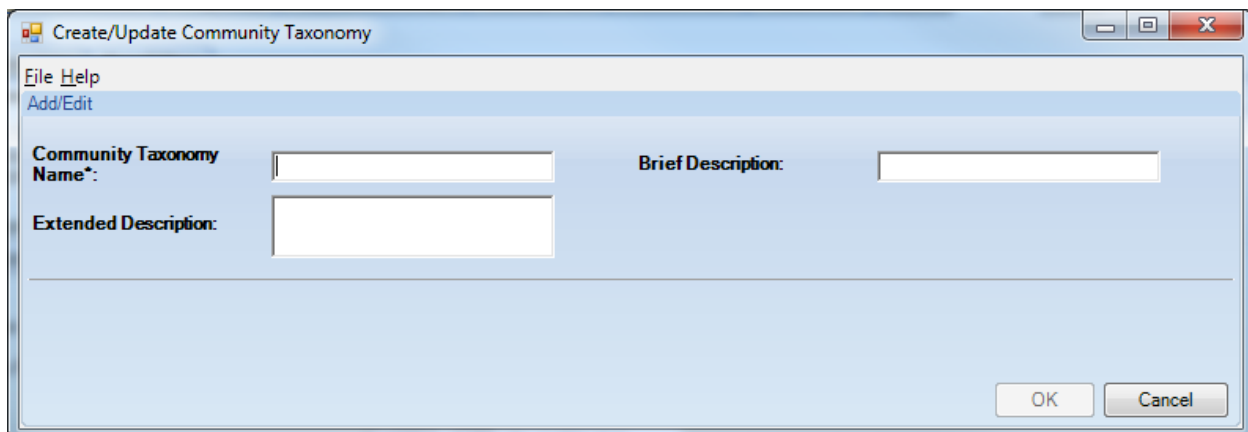 Create/Update Community Taxonomy
File Help
Add/Edit
Community Taxonomy
Name*:
Brief Description:
Extended Description:
OK
Cancel